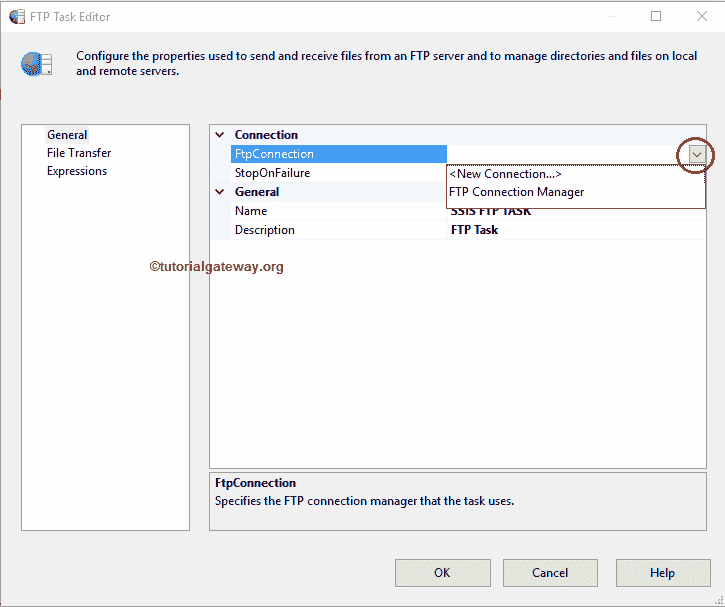 FTP Task Editor
Configure the properties used to send and receive files from an FTP server and to manage directories and files on local
and remote servers.
General
File Transfer
Expressions
Connection
FtpConnection
StopOnFailure
<New Connection...>
FTP Connection Manager
General
Name
SSIS FTP TASK
Description
FTP Task
©tutorialgateway.org
FtpConnection
Specifies the FTP connection manager that the task uses.
OK
Cancel
Help